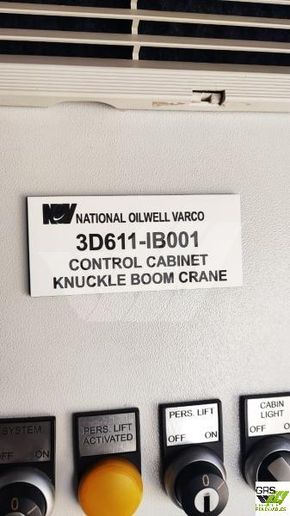 NOV NATIONAL OILWELL VARCO
3D611-IB001
CONTROL CABINET
KNUCKLE BOOM CRANE
SYSTEM
ON
PERS. LIFT
ACTIVATED
PERS. LIFT
OFF ON
CABIN
LIGHT
OFF ON
GRS